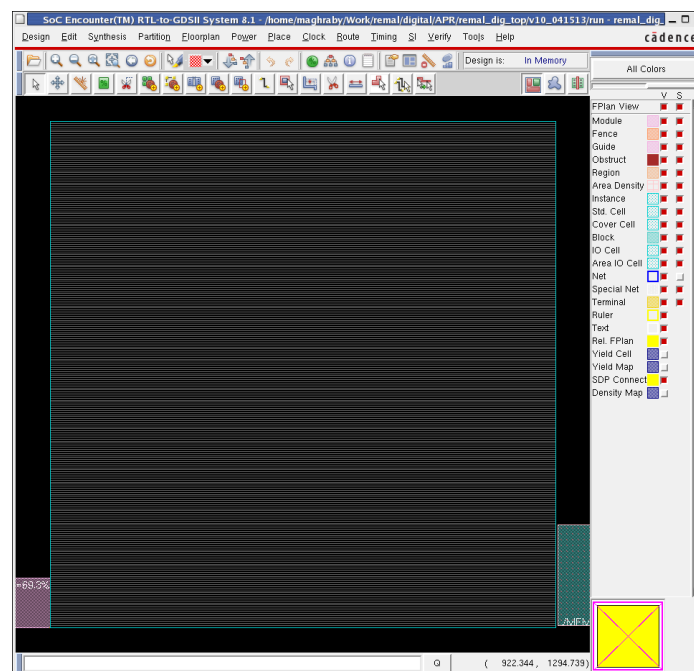 SoC Encounter(TM) RTL-to-GDSII System 8.1 - /home/maghraby/Work/remal/digital/APR/remal_dig_top/v10_041513/run - remal_dig_
Design Edit Synthesis Partition Floorplan Power Place Clock Route Timing SI Verify Tools Help
cādence
Design is: In Memory
All Colors
V S
FPlan View
Module
Fence
Guide
Obstruct
Region
Area Density
Instance
Std. Cell
Cover Cell
Block
IO Cell
Area IO Cell
Net
Special Net
Terminal
Ruler
Text
Rel. FPlan
Yield Cell
Yield Map
SDP Connect
Density Map
=69.3%
/MEM
Q ( 922.344, 1294.739)